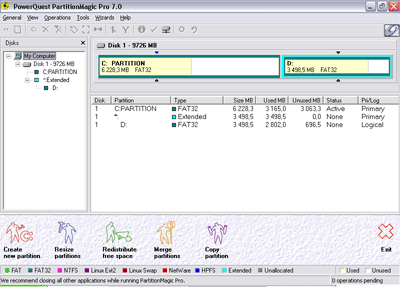 PowerQuest PartitionMagic Pro 7.0
General View Operations Tools Wizards Help
Disks
My Computer
Disk 1 - 9726 MB
C:PARTITION
*:Extended
D:
Disk 1 - 9726 MB
C: PARTITION
6 228,3 MB FAT32
D:
3 498,5 MB FAT32
Disk Partition Type Size MB Used MB Unused MB Status Pri/Log
1 C:PARTITION FAT32 6 228,3 3 165,0 3 063,3 Active Primary
1 *: Extended 3 498,5 3 498,5 0,0 None Primary
1 D: FAT32 3 498,5 2 802,0 696,5 None Logical
Create new partition
Resize partitions
Redistribute free space
Merge partitions
Copy partition
Exit
FAT FAT32 NTFS Linux Ext2 Linux Swap NetWare HPFS Extended Unallocated Used Unused
We recommend closing all other applications while running PartitionMagic Pro. 0 operations pending